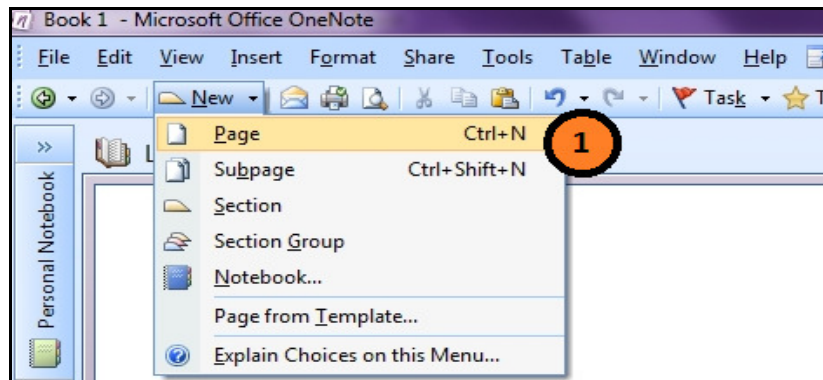 Book 1 - Microsoft Office OneNote
File Edit View Insert Format Share Tools Table Window Help
New Task
Page Ctrl+N
1
Subpage Ctrl+Shift+N
Section
Section Group
Notebook...
Page from Template...
Explain Choices on this Menu...
Personal Notebook